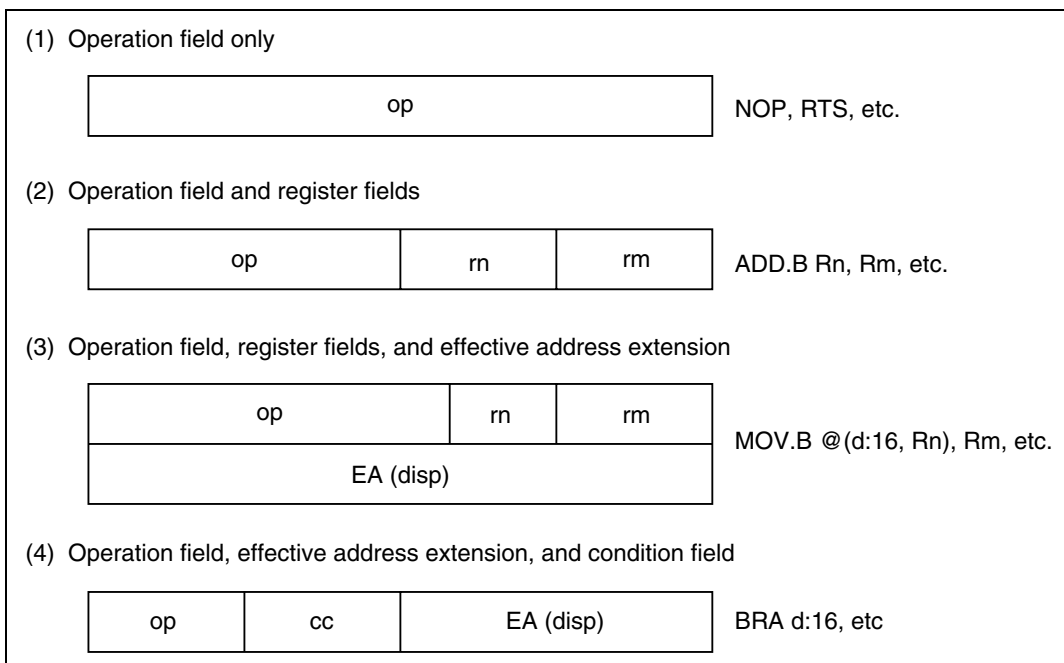 (1) Operation field only
op
NOP, RTS, etc.
(2) Operation field and register fields
op rn rm
ADD.B Rn, Rm, etc.
(3) Operation field, register fields, and effective address extension
op rn rm
EA (disp)
MOV.B @(d:16, Rn), Rm, etc.
(4) Operation field, effective address extension, and condition field
op cc EA (disp)
BRA d:16, etc